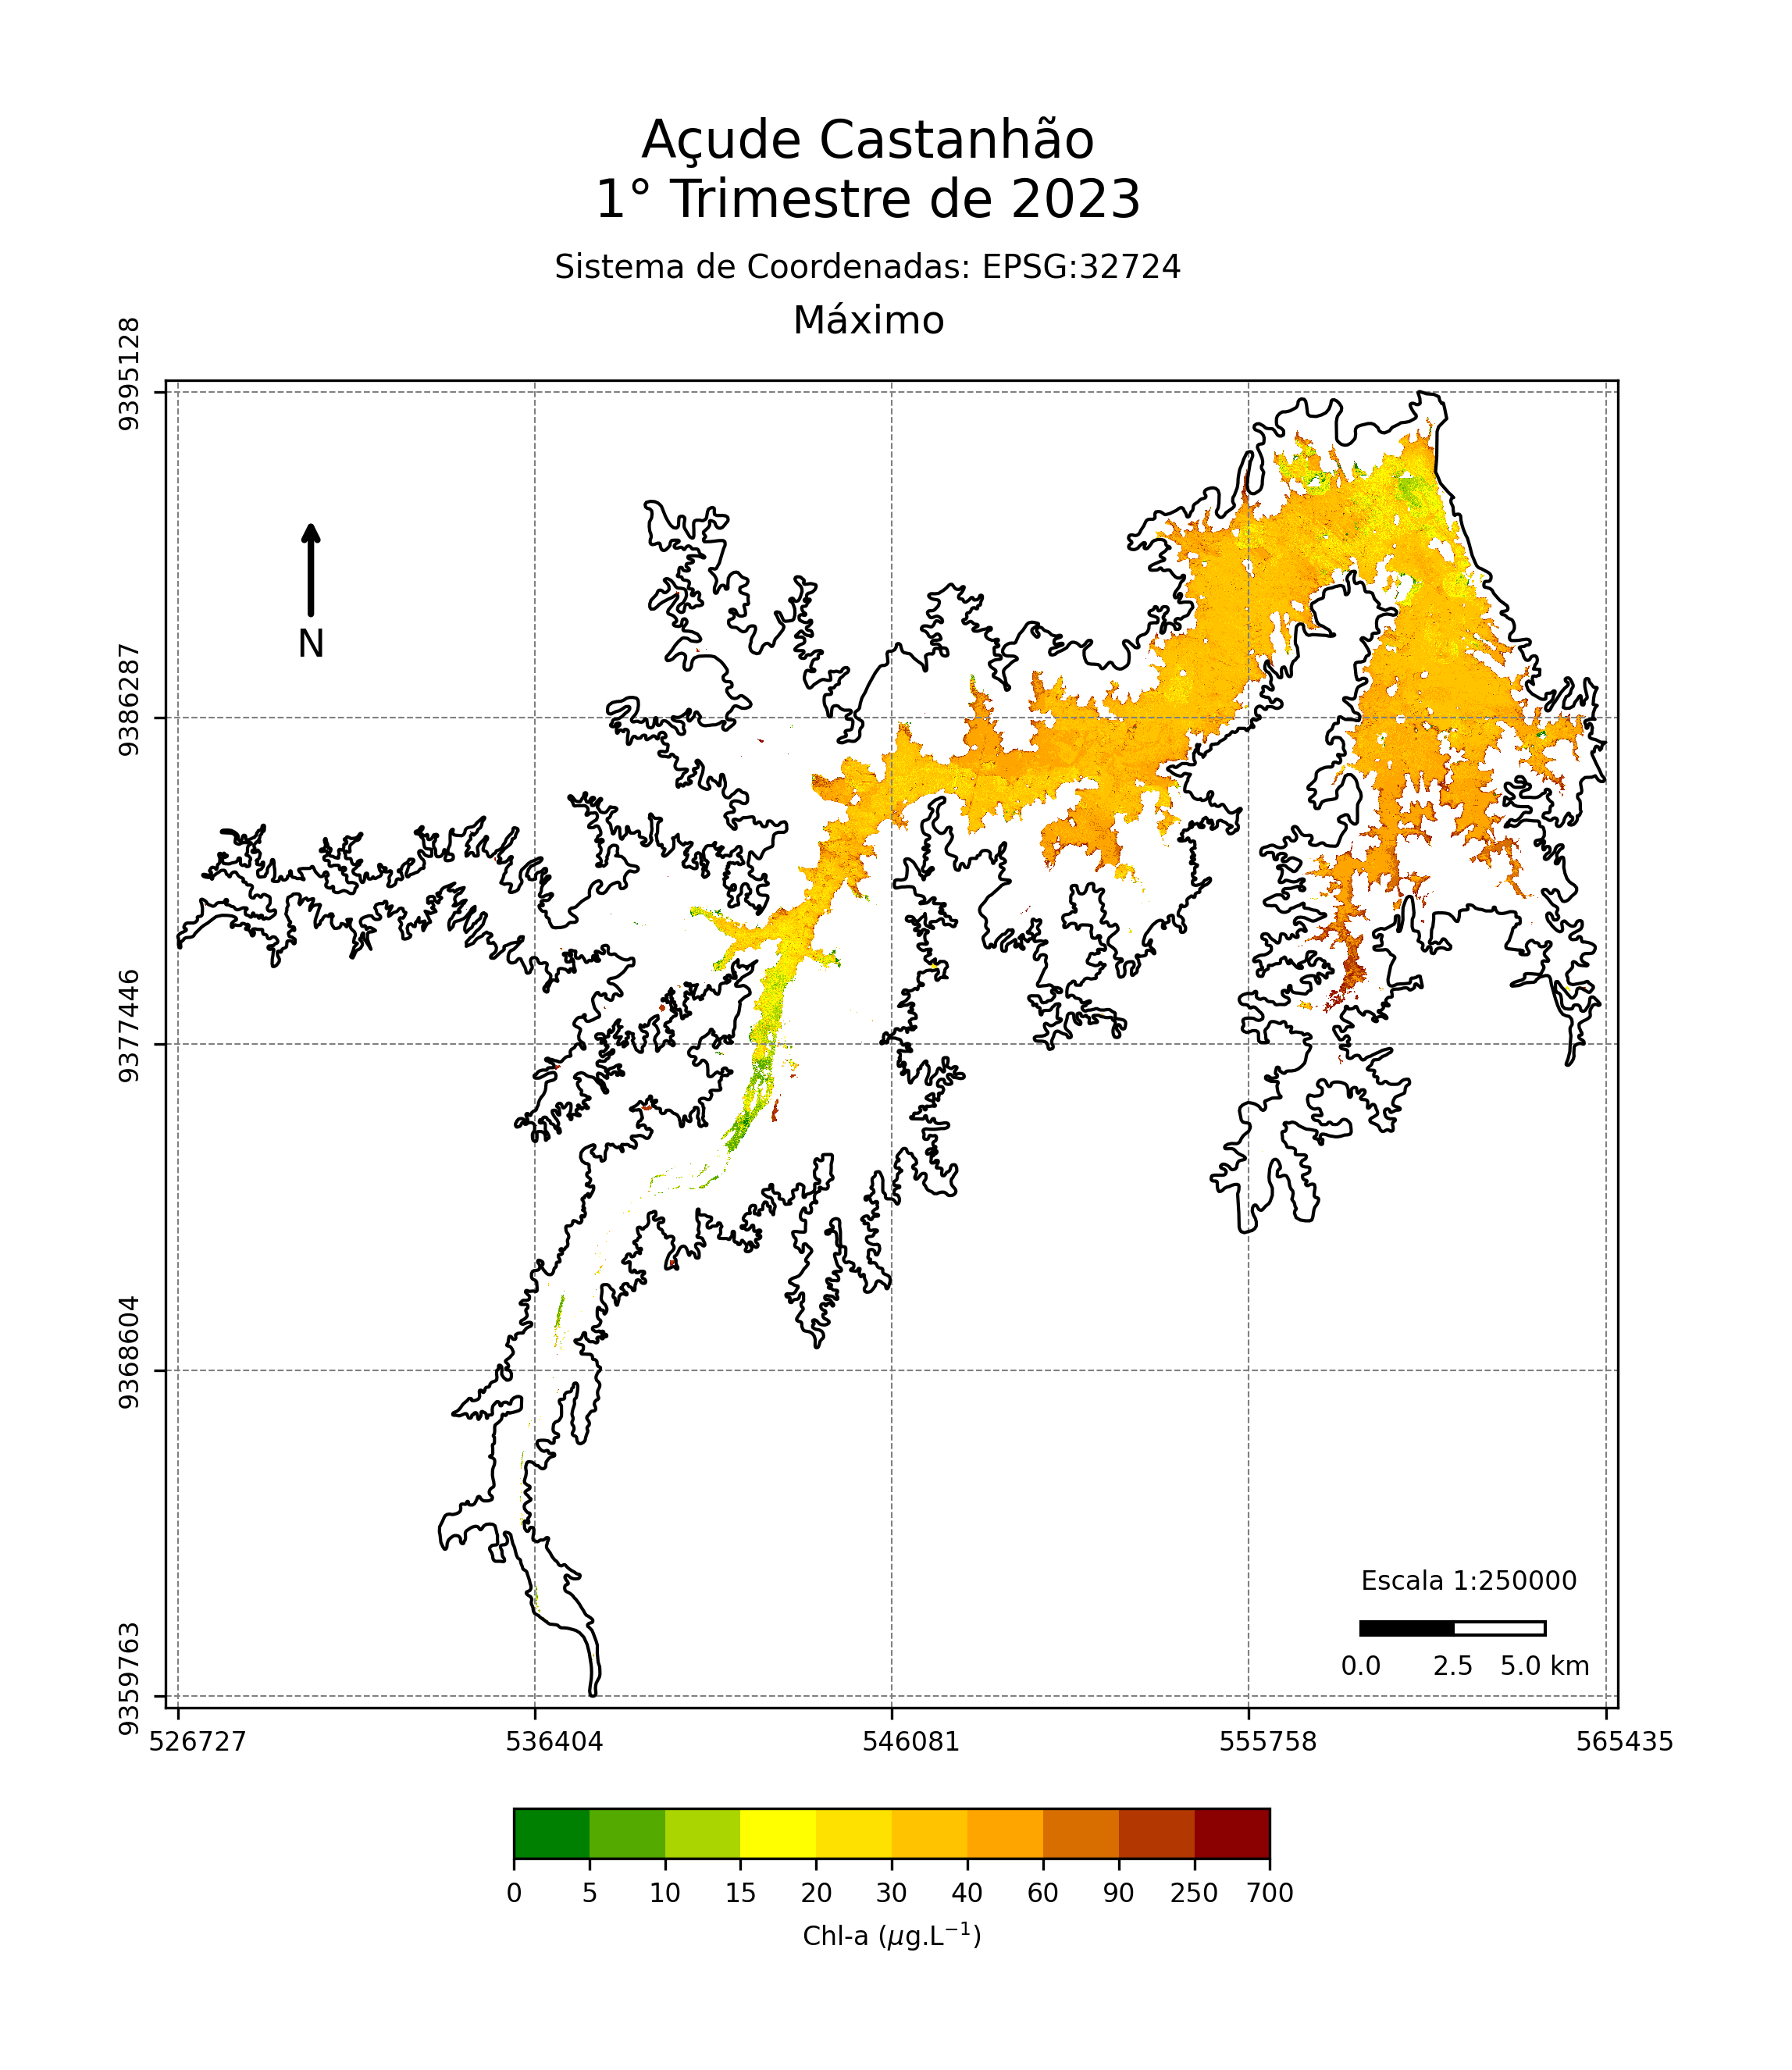 Açude Castanhão
1° Trimestre de 2023
Sistema de Coordenadas: EPSG:32724
Máximo
9395128
9386287
9377446
9368604
9359763
N
Escala 1:250000
0.0 2.5 5.0 km
526727 536404 546081 555758 565435
0 5 10 15 20 30 40 60 90 250 700
Chl-a (μg.L⁻¹)